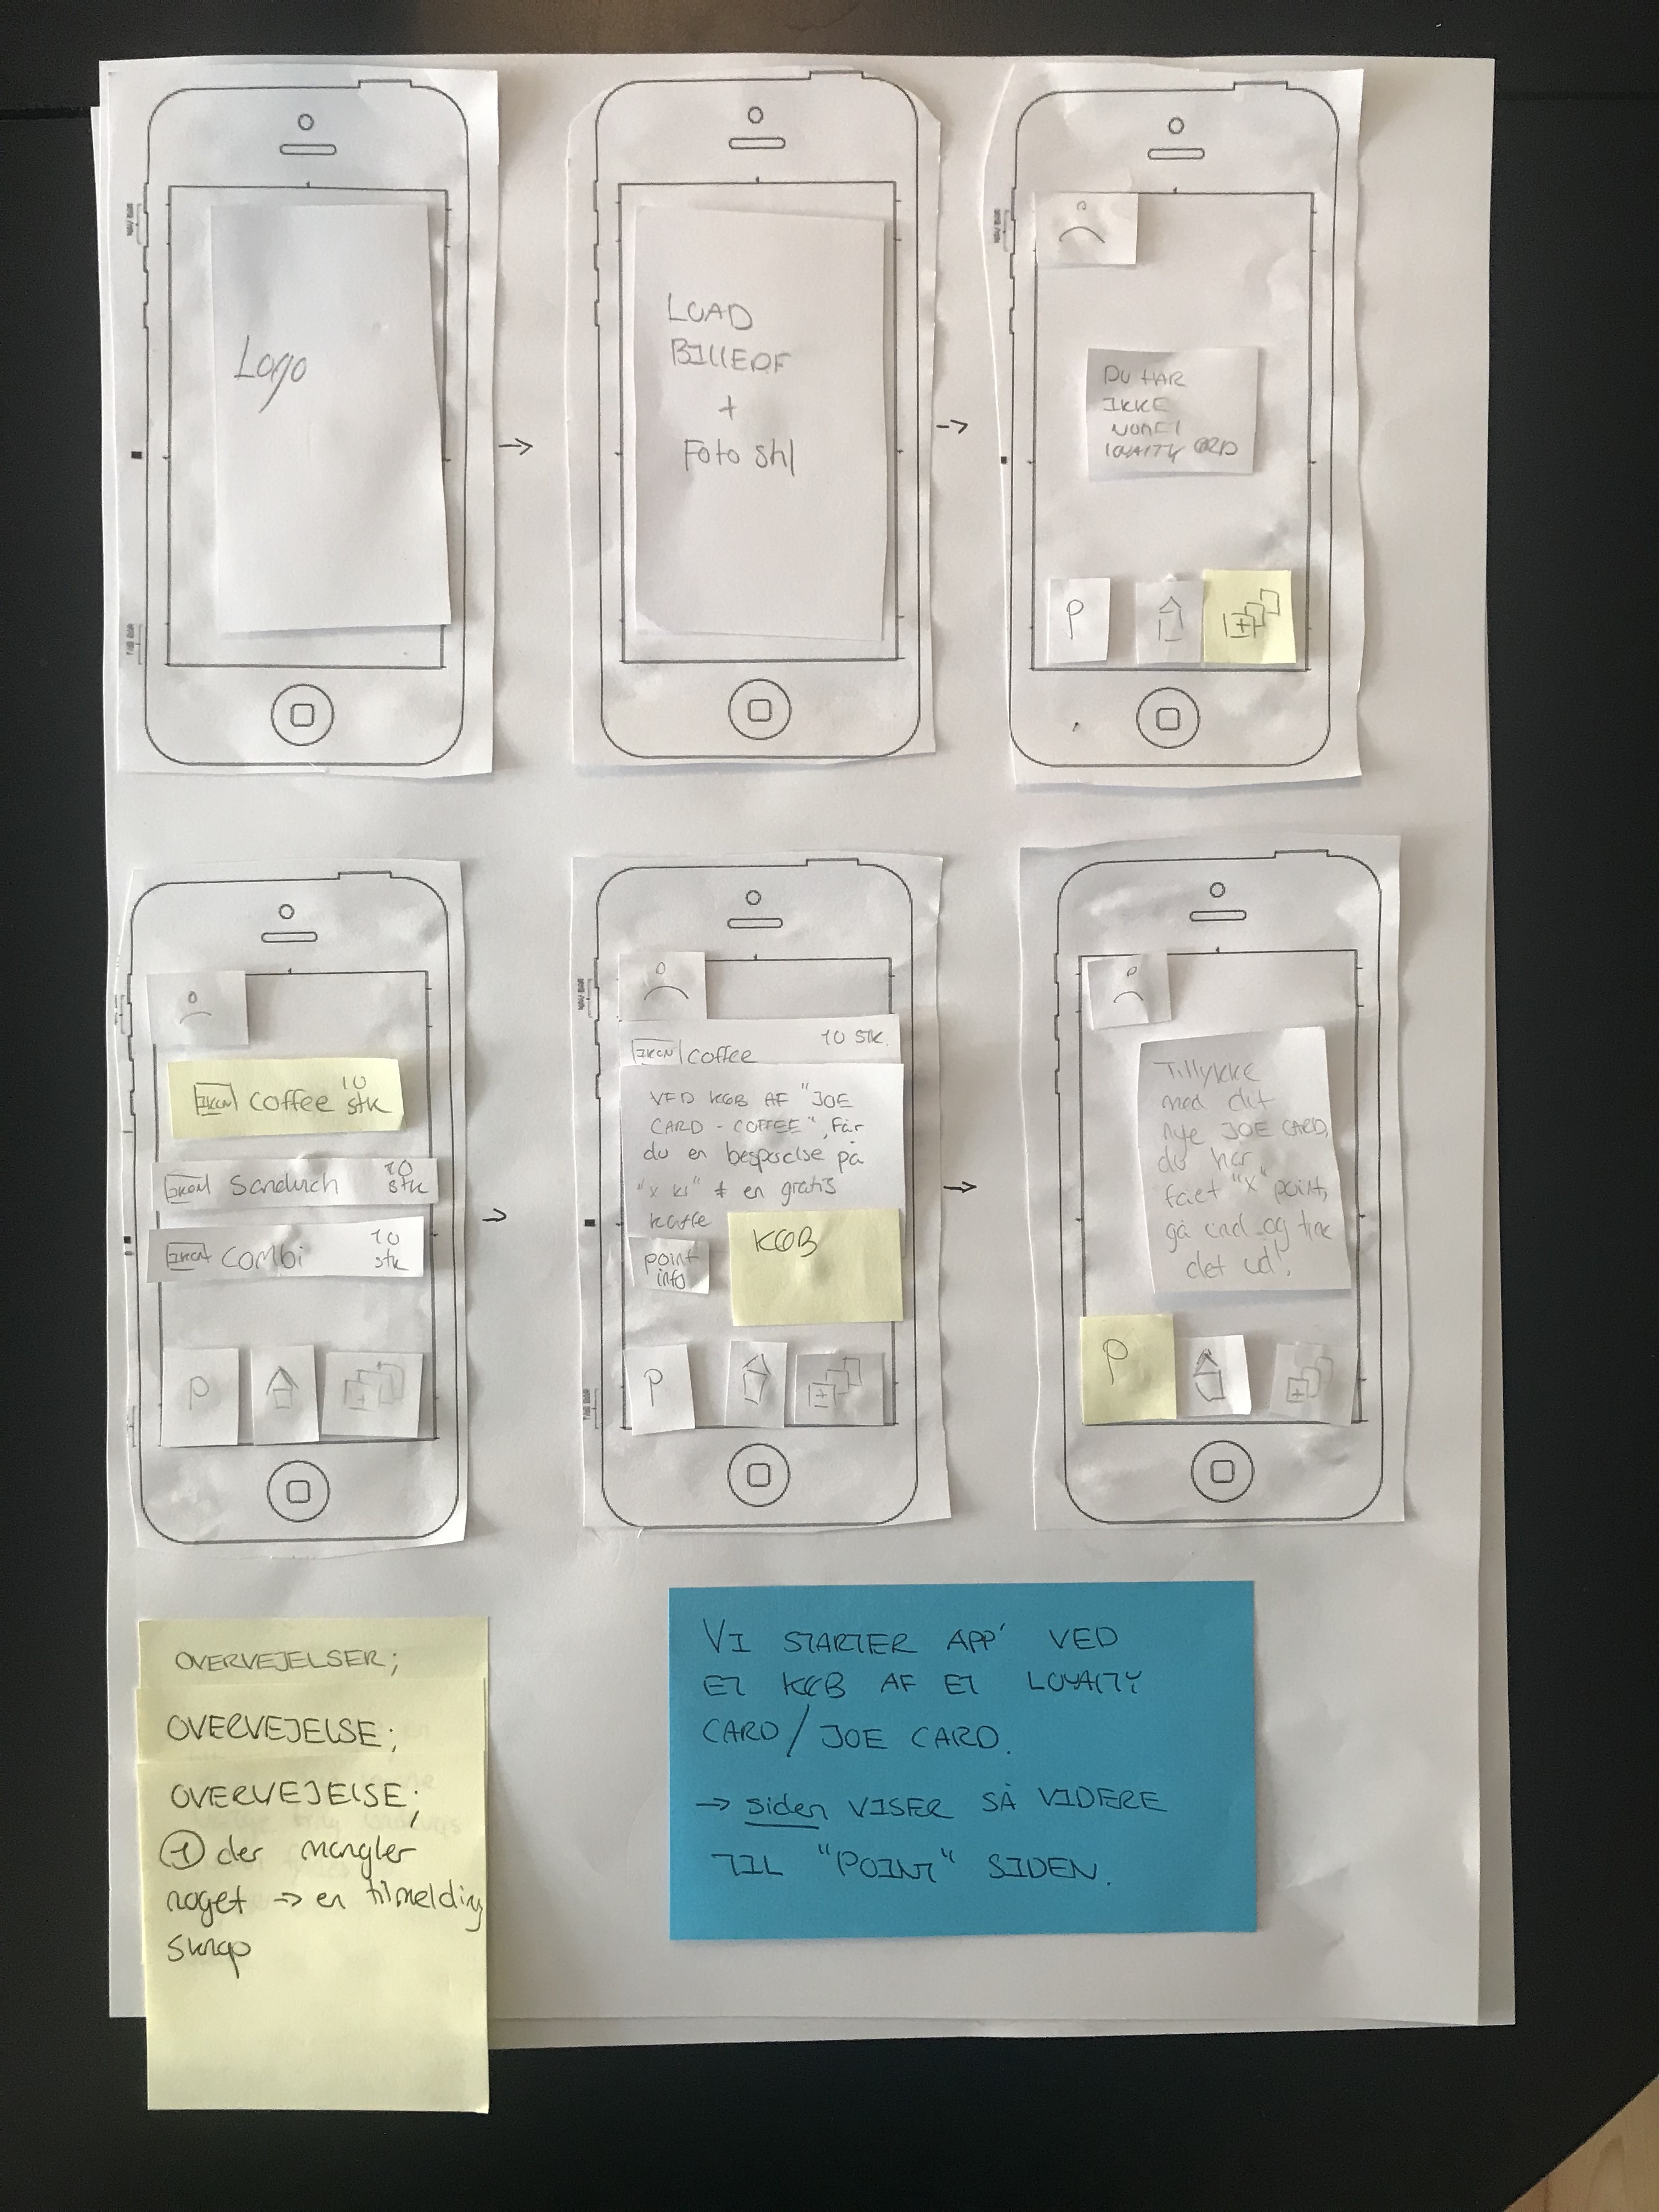 Logo
LOAD
BILLEDE
+
Foto stil
DU HAR
IKKE
NOGET
LOYALTY CARD
P
IKON coffee 10
stk
IKON Sandwich 10
stk
IKON combi 10
stk
P
IKON coffee 10 STK.
VED KØB AF "JOE
CARD - COFFEE", får
du en besparelse på
"x kr" + en gratis
kaffe
KØB
point
info
P
Tillykke
med dit
nye JOE CARD,
du har
fået "X" point,
gå ind og tjek
det ud!
P
OVERVEJELSER;
OVERVEJELSE;
OVERVEJELSE;
1 der mangler
noget → en tilmelding
VI STARTER APP' VED
ET KØB AF ET LOYALTY
CARD/JOE CARD.
→ siden VISER SÅ VIDERE
TIL "POINT" SIDEN.